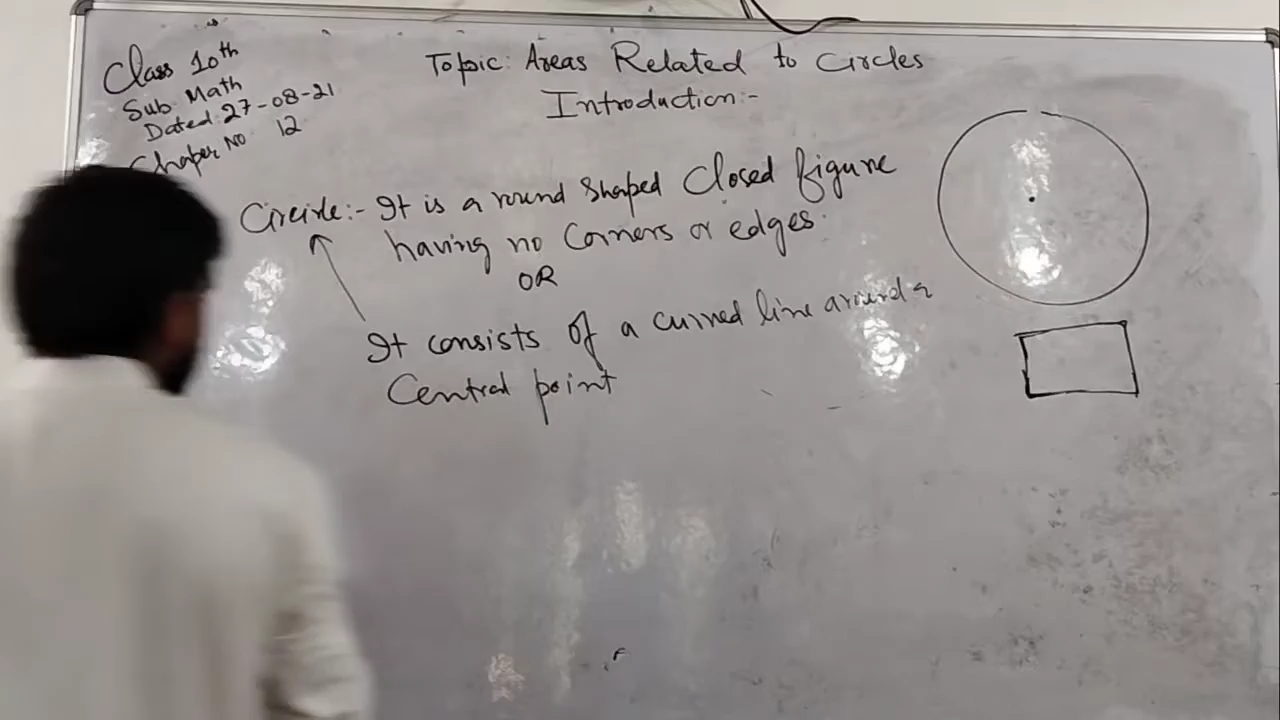 Class 10th
Sub. Math
Dated: 27-08-21
Chaper No 12
Topic: Areas Related to Circles
Introduction:-
Circle:- It is a round shaped closed figure
having no corners or edges.
OR
It consists of a curved line around a
Central point